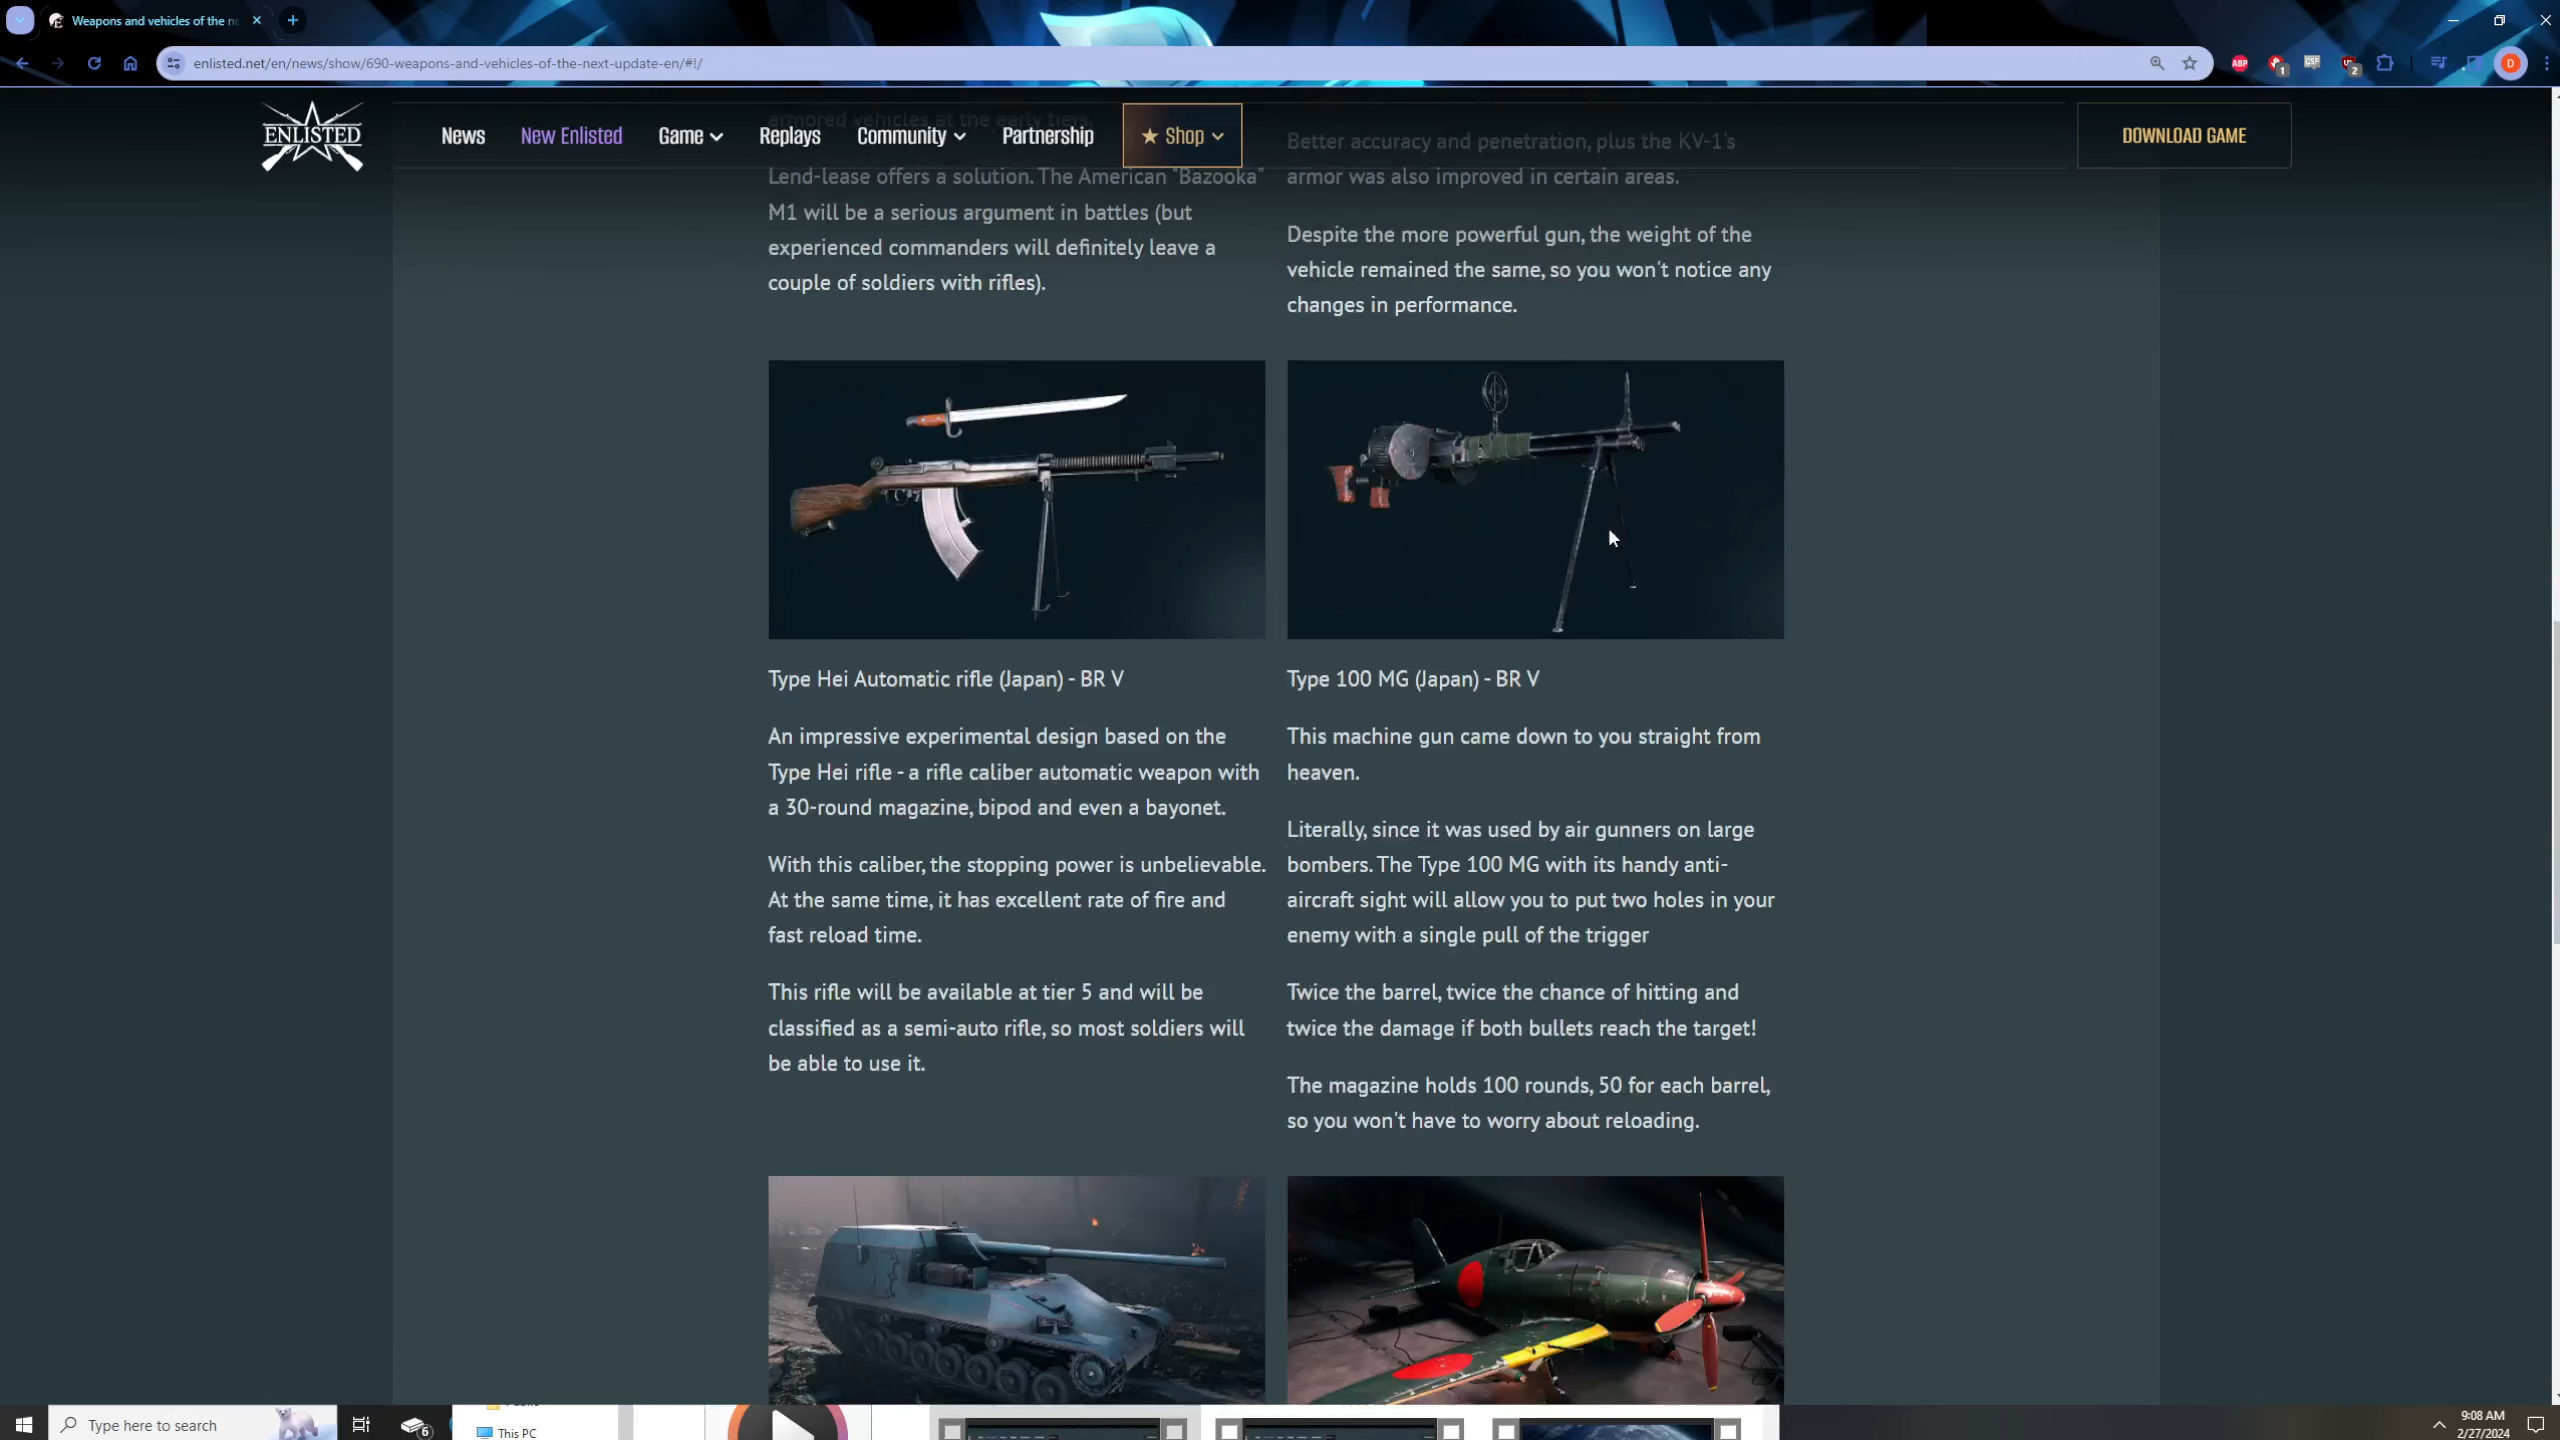 Weapons and vehicles of the ne
enlisted.net/en/news/show/690-weapons-and-vehicles-of-the-next-update-en/#!/
ABP
1
CSP
2
D
ENLISTED
News
New Enlisted
Game
Replays
Community
Partnership
★ Shop
DOWNLOAD GAME
armored vehicles at the early tiers.
Lend-lease offers a solution. The American "Bazooka"
M1 will be a serious argument in battles (but
experienced commanders will definitely leave a
couple of soldiers with rifles).
Better accuracy and penetration, plus the KV-1's
armor was also improved in certain areas.
Despite the more powerful gun, the weight of the
vehicle remained the same, so you won't notice any
changes in performance.
Type Hei Automatic rifle (Japan) - BR V
An impressive experimental design based on the
Type Hei rifle - a rifle caliber automatic weapon with
a 30-round magazine, bipod and even a bayonet.
With this caliber, the stopping power is unbelievable.
At the same time, it has excellent rate of fire and
fast reload time.
This rifle will be available at tier 5 and will be
classified as a semi-auto rifle, so most soldiers will
be able to use it.
Type 100 MG (Japan) - BR V
This machine gun came down to you straight from
heaven.
Literally, since it was used by air gunners on large
bombers. The Type 100 MG with its handy anti-
aircraft sight will allow you to put two holes in your
enemy with a single pull of the trigger
Twice the barrel, twice the chance of hitting and
twice the damage if both bullets reach the target!
The magazine holds 100 rounds, 50 for each barrel,
so you won't have to worry about reloading.
Type here to search
6
This PC
9:08 AM
2/27/2024